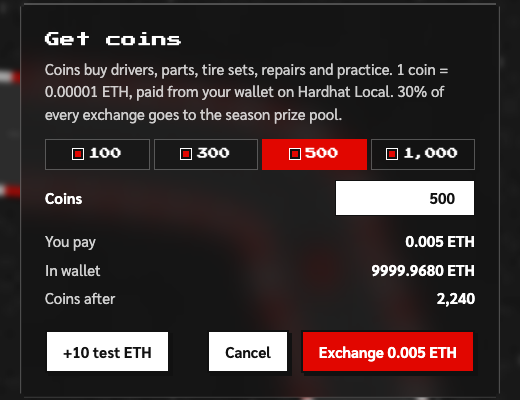 Get coins
Coins buy drivers, parts, tire sets, repairs and practice. 1 coin =
0.00001 ETH, paid from your wallet on Hardhat Local. 30% of
every exchange goes to the season prize pool.
100 300 500 1,000
Coins 500
You pay 0.005 ETH
In wallet 9999.9680 ETH
Coins after 2,240
+10 test ETH Cancel Exchange 0.005 ETH